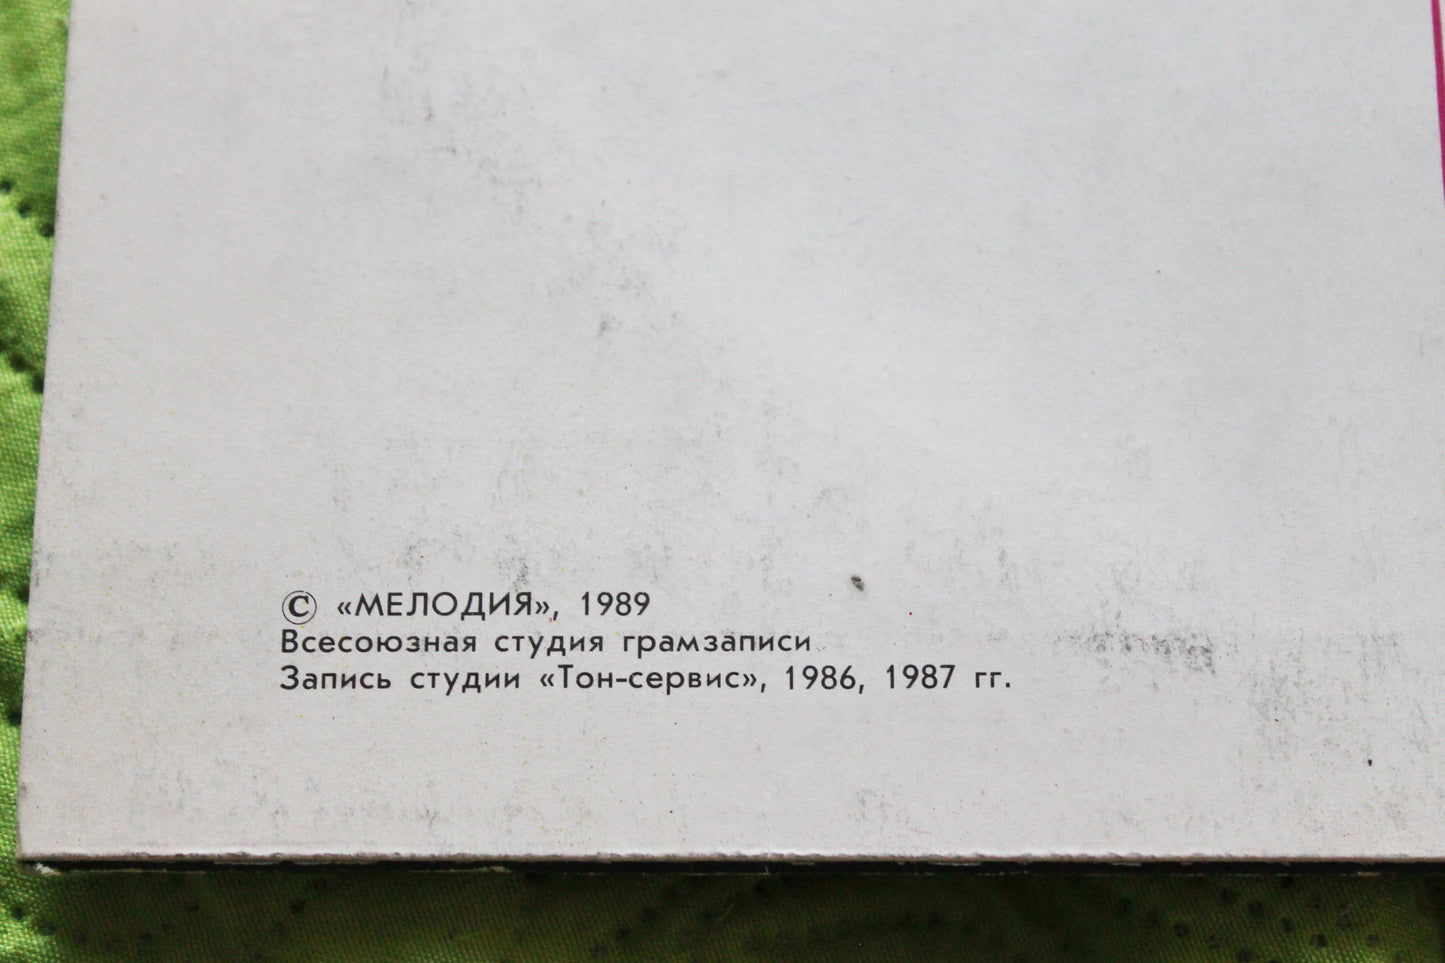 © «МЕЛОДИЯ», 1989
Всесоюзная студия грамзаписи
Запись студии «Тон-сервис», 1986, 1987 гг.